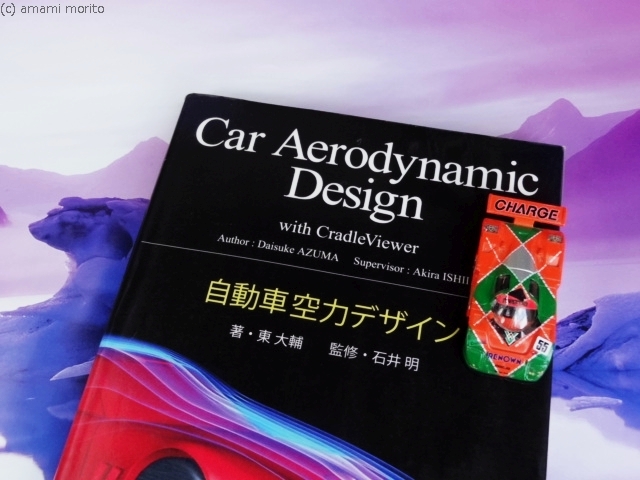 (c) amami morito
Car Aerodynamic
Design
with CradleViewer
Author : Daisuke AZUMA Supervisor : Akira ISHII
自動車空力デザイン
著・東 大輔 監修・石井 明
CHARGE
RENOWN
55